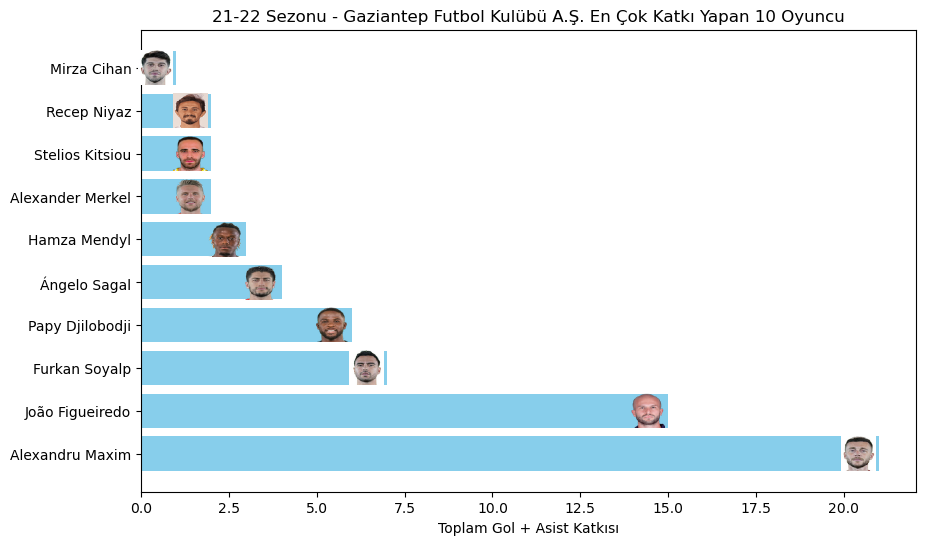 21-22 Sezonu - Gaziantep Futbol Kulübü A.Ş. En Çok Katkı Yapan 10 Oyuncu
Mirza Cihan
Recep Niyaz
Stelios Kitsiou
Alexander Merkel
Hamza Mendyl
Ángelo Sagal
Papy Djilobodji
Furkan Soyalp
João Figueiredo
Alexandru Maxim
0.0 2.5 5.0 7.5 10.0 12.5 15.0 17.5 20.0
Toplam Gol + Asist Katkısı